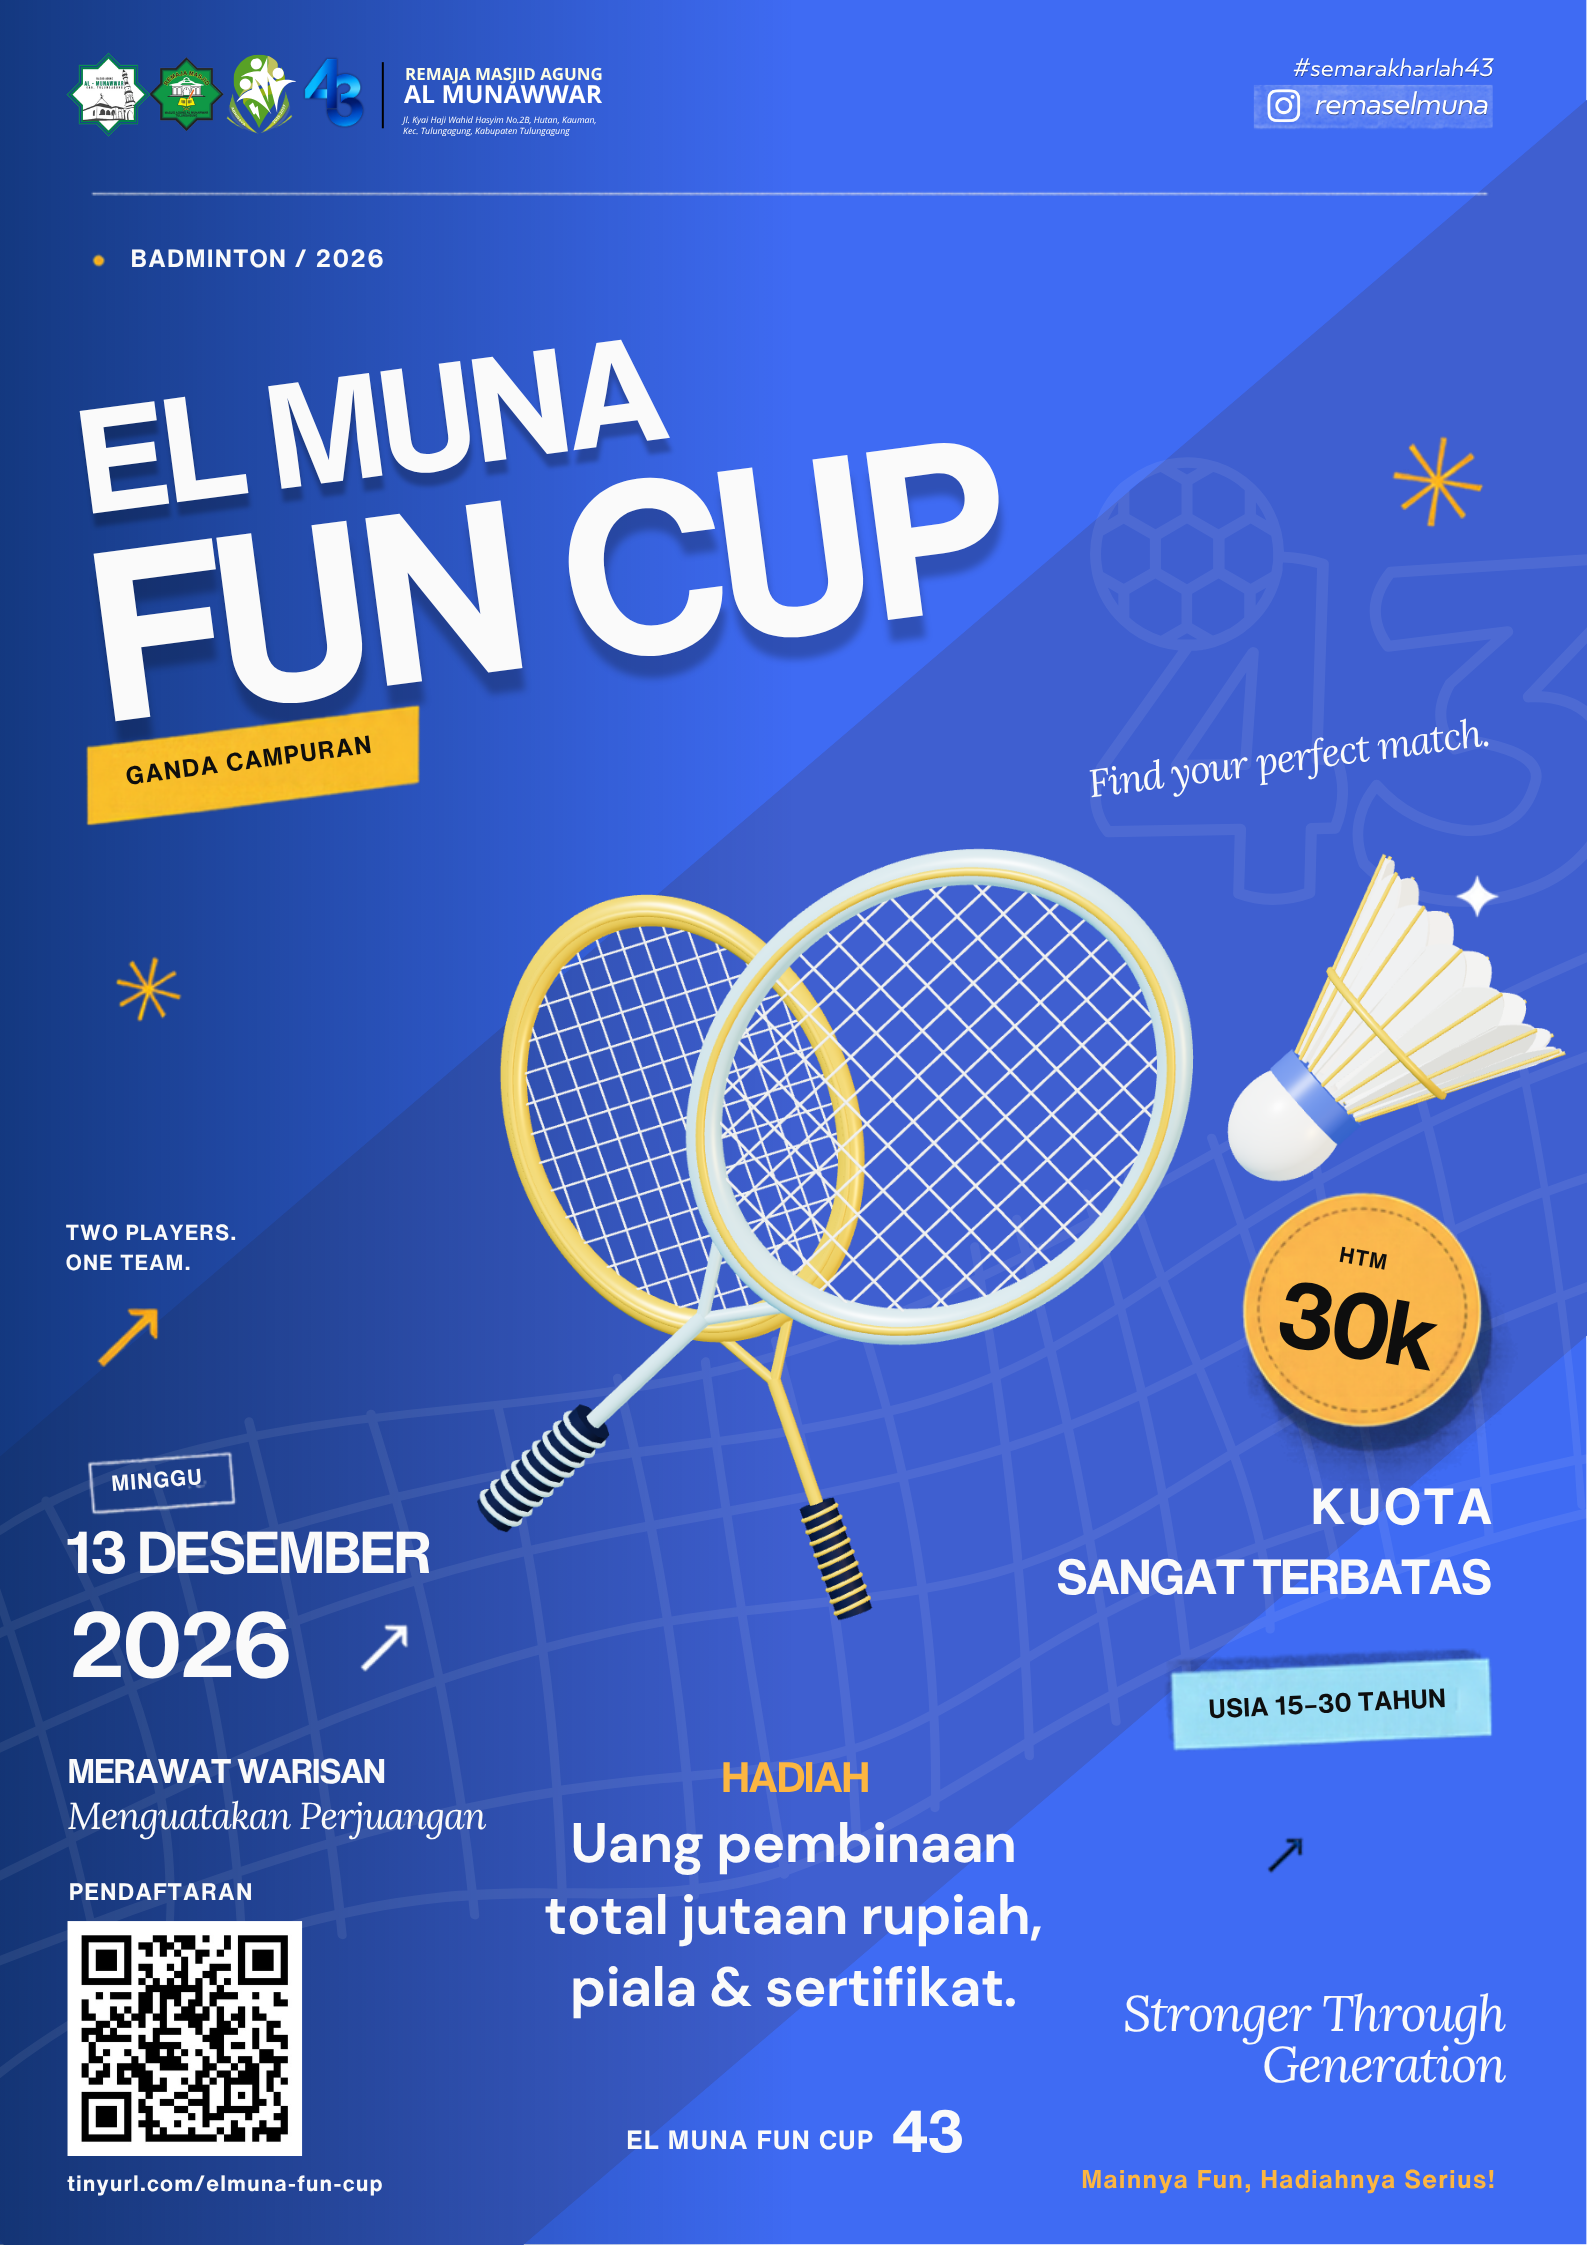 REMAJA MASJID AGUNG
AL MUNAWWAR
Jl. Kyai Haji Wahid Hasyim No.2B, Hutan, Kauman,
Kec. Tulungagung, Kabupaten Tulungagung
#semarakharlah43
remaselmuna
BADMINTON / 2026
EL MUNA
FUN CUP
GANDA CAMPURAN
43
Find your perfect match.
TWO PLAYERS.
ONE TEAM.
HTM
30k
MINGGU
13 DESEMBER
2026
KUOTA
SANGAT TERBATAS
USIA 15–30 TAHUN
MERAWAT WARISAN
Menguatakan Perjuangan
HADIAH
Uang pembinaan
total jutaan rupiah,
piala & sertifikat.
PENDAFTARAN
tinyurl.com/elmuna-fun-cup
Stronger Through
Generation
EL MUNA FUN CUP 43
Mainnya Fun, Hadiahnya Serius!